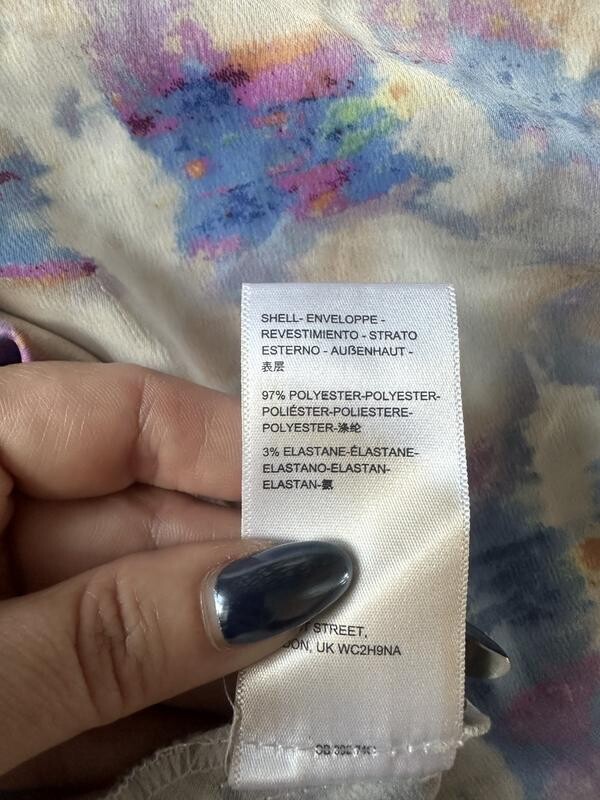 SHELL- ENVELOPPE -
REVESTIMIENTO - STRATO
ESTERNO - AUẞENHAUT -
表层
97% POLYESTER-POLYESTER-
POLIÉSTER-POLIESTERE-
POLYESTER-涤纶
3% ELASTANE-ÉLASTANE-
ELASTANO-ELASTAN-
ELASTAN-氨
STREET,
UK WC2H9NA